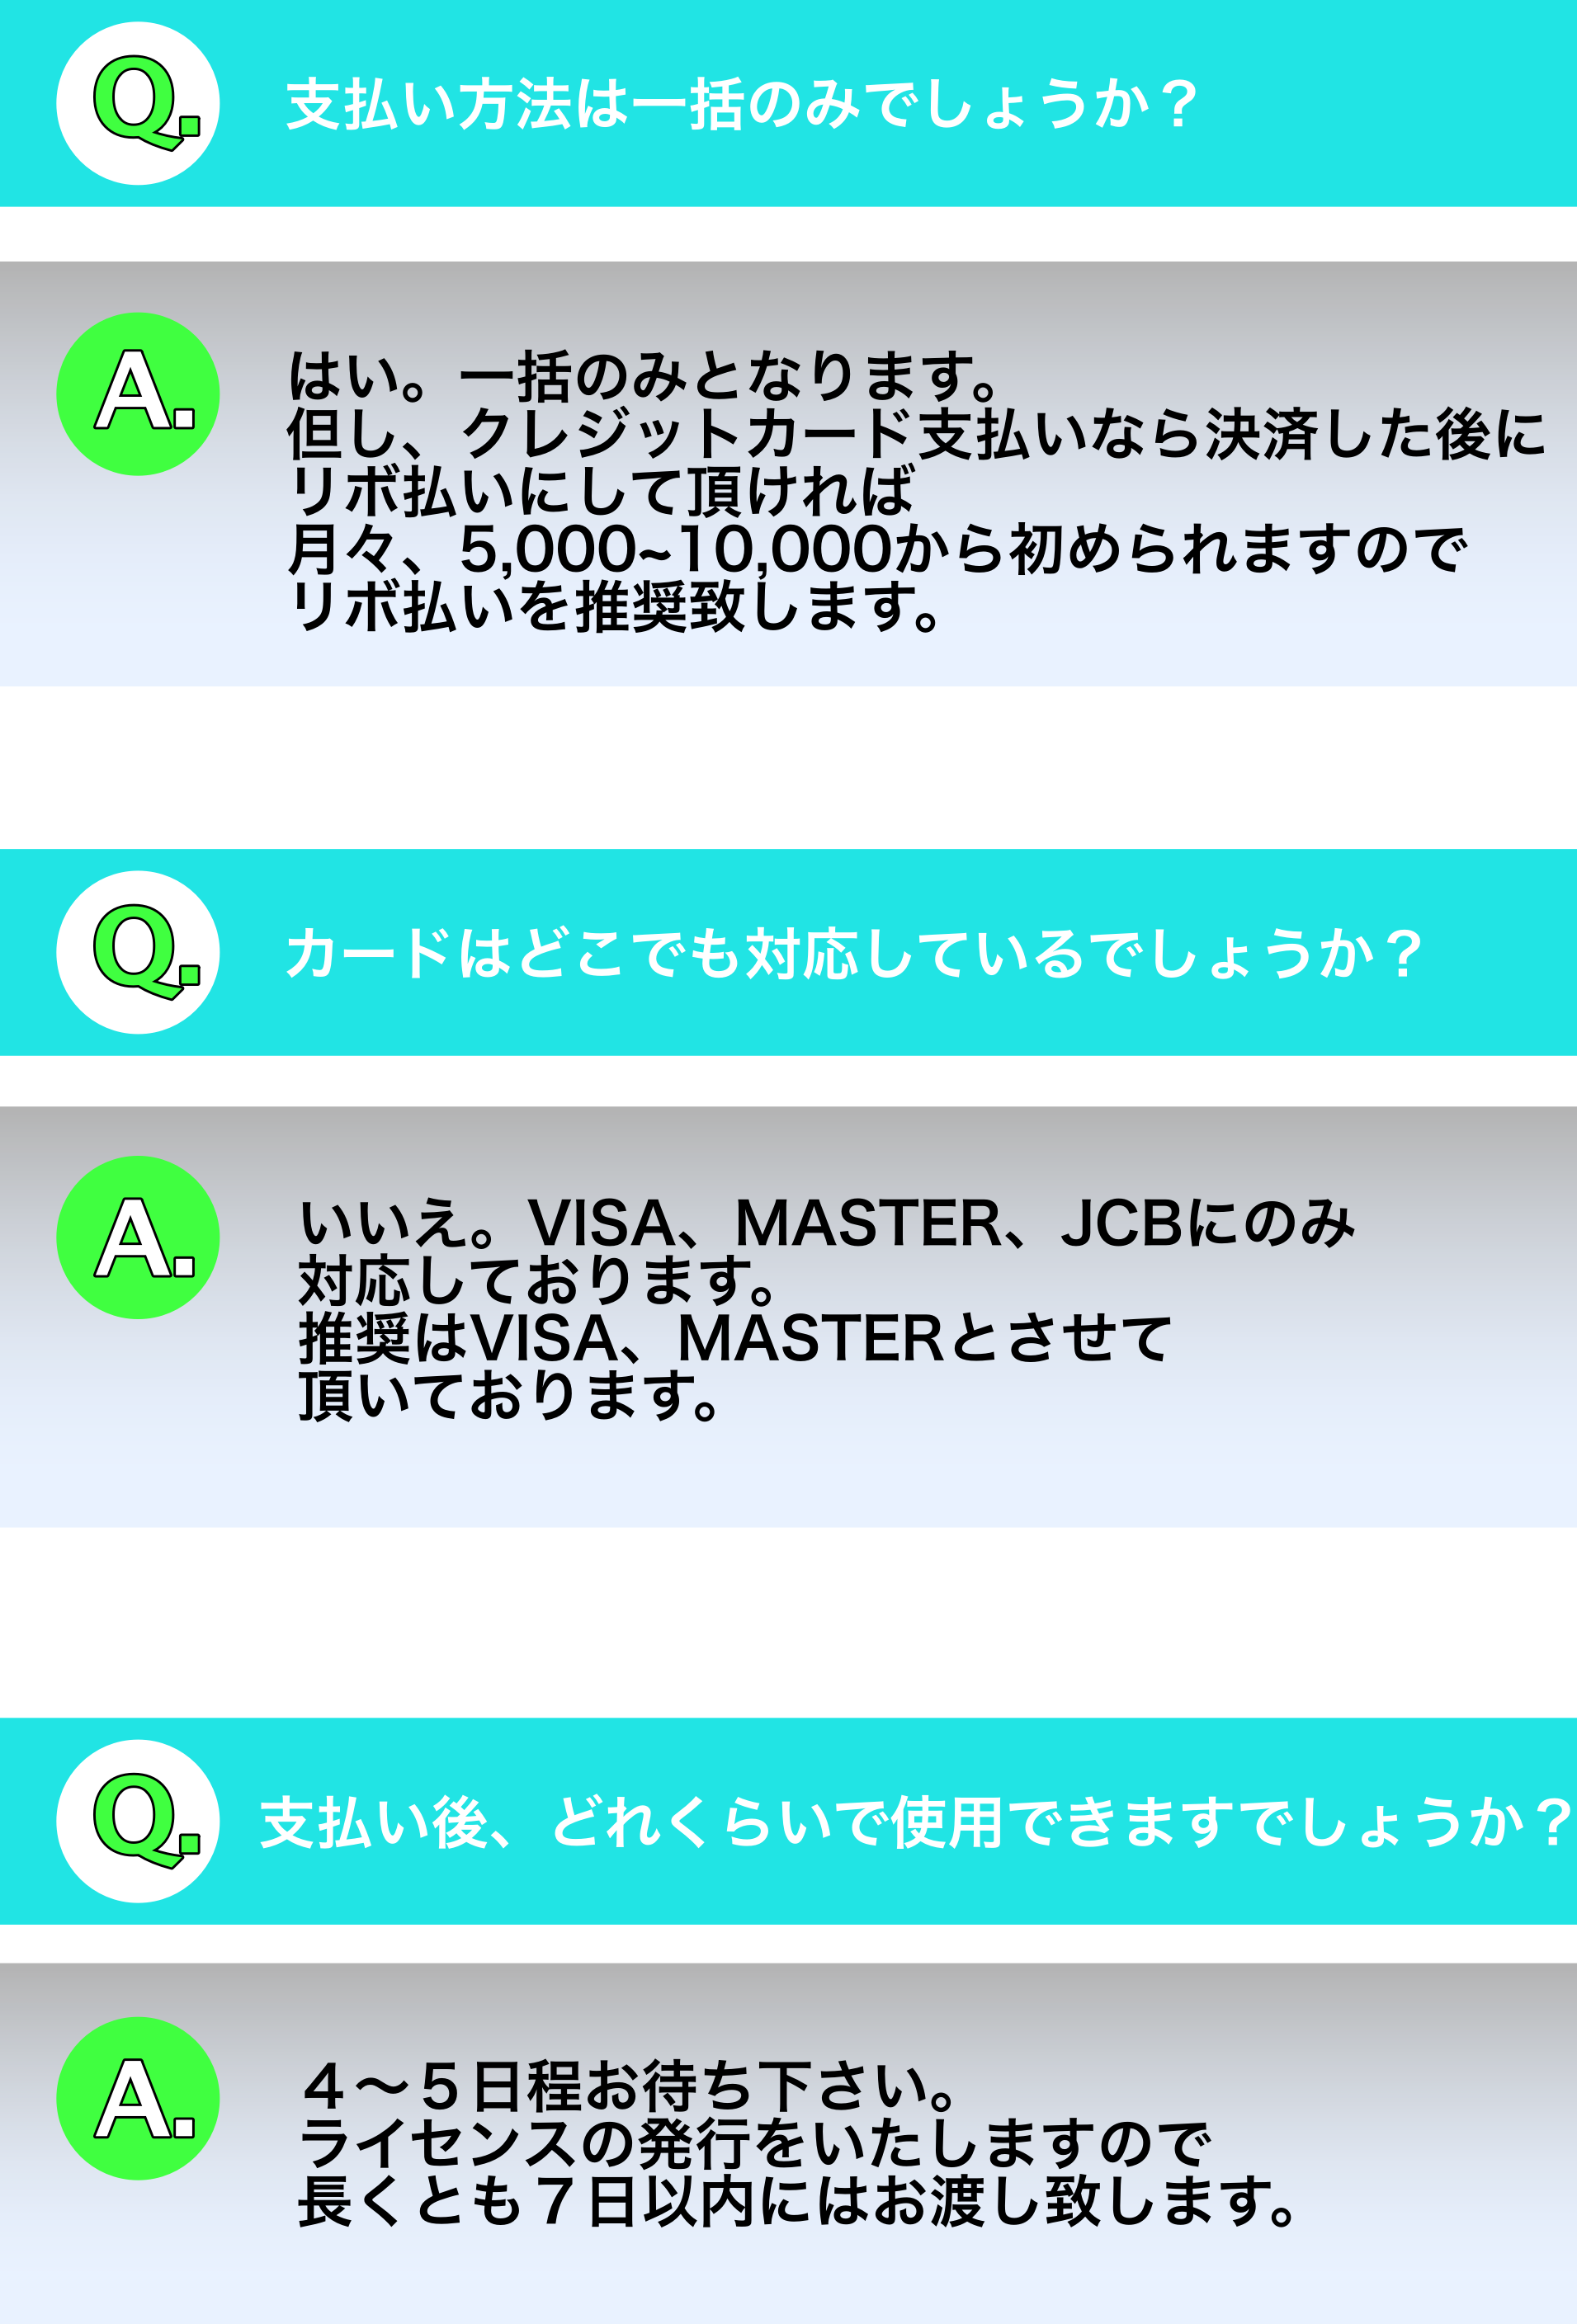 Q. 支払い方法は一括のみでしょうか？
A. はい。一括のみとなります。
但し、クレジットカード支払いなら決済した後に
リボ払いにして頂ければ
月々、5,000~10,000から初められますので
リボ払いを推奨致します。
Q. カードはどこでも対応しているでしょうか？
A. いいえ。VISA、MASTER、JCBにのみ
対応しております。
推奨はVISA、MASTERとさせて
頂いております。
Q. 支払い後、どれくらいで使用できますでしょうか？
A. ４〜５日程お待ち下さい。
ライセンスの発行をいたしますので
長くとも７日以内にはお渡し致します。